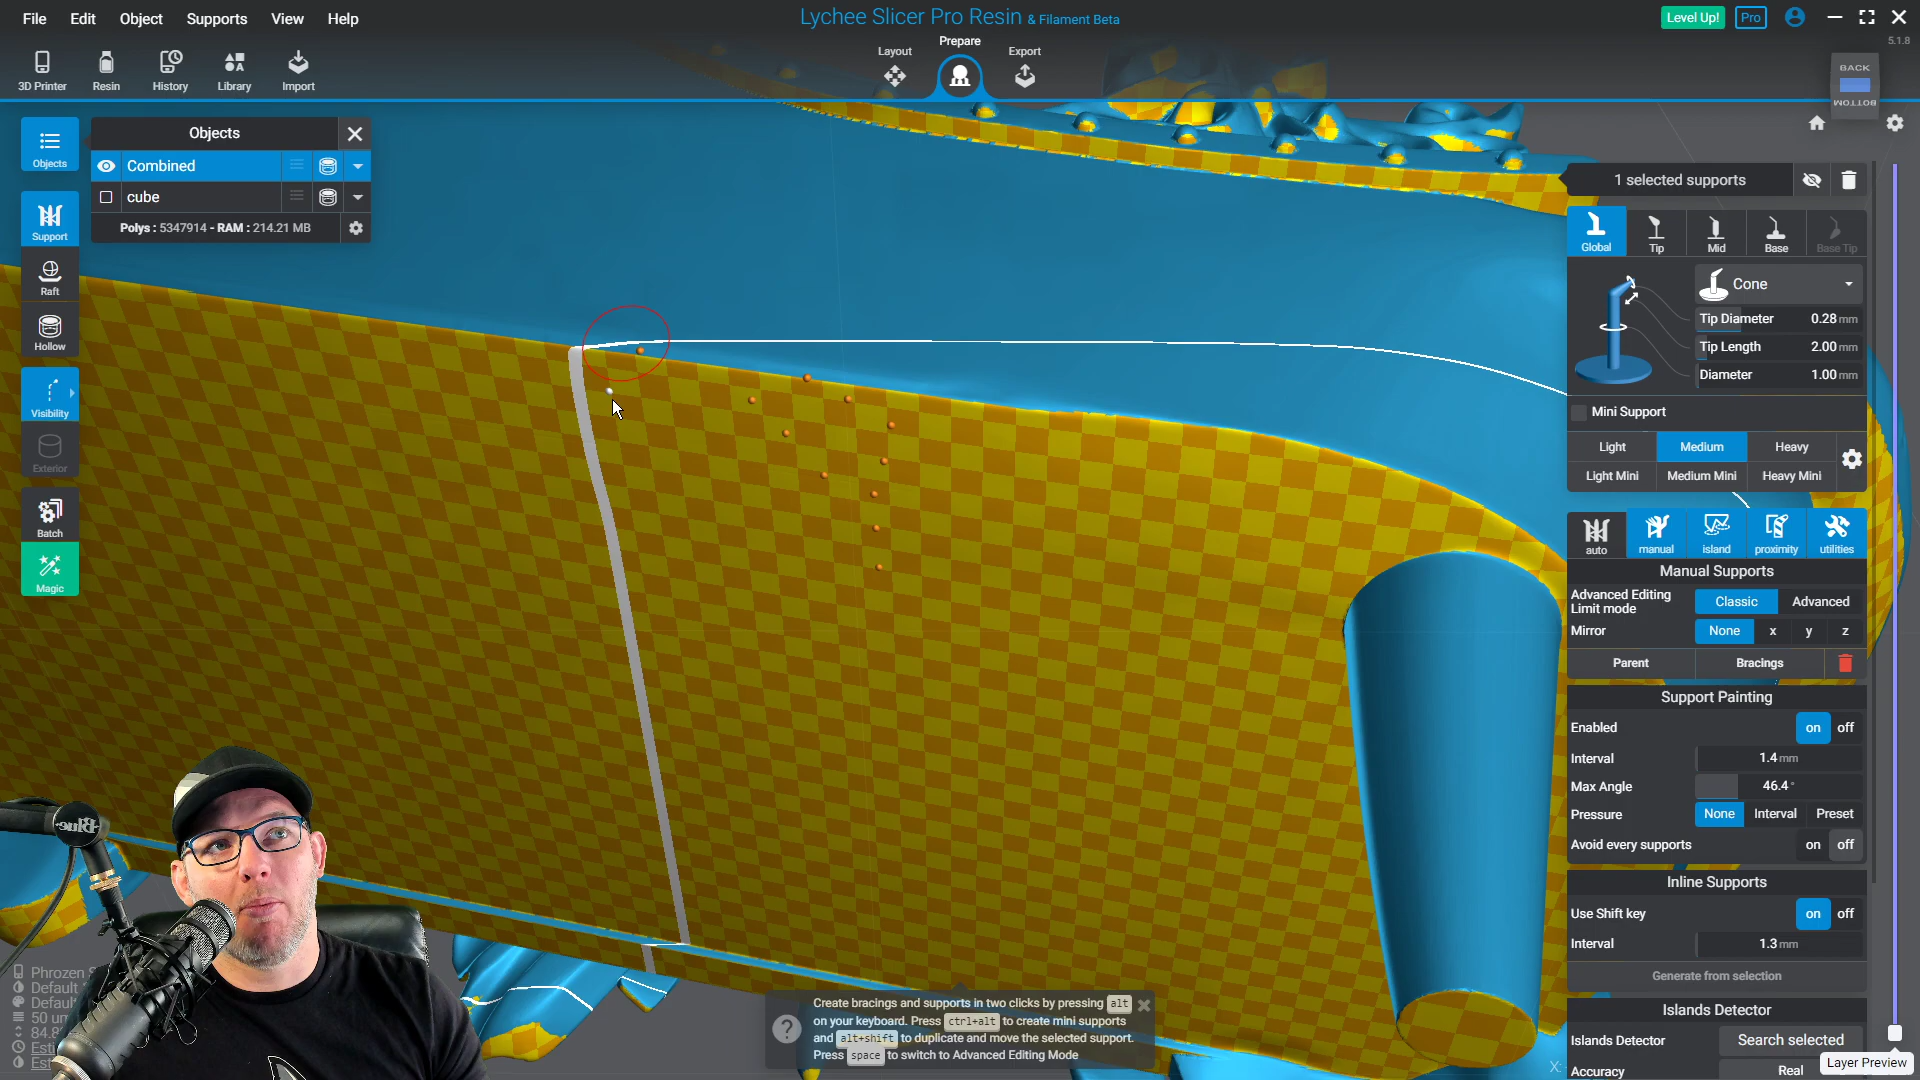 File Edit Object Supports View Help
Lychee Slicer Pro Resin & Filament Beta
Level Up! Pro
5.1.8
3D Printer Resin History Library Import
Layout Prepare Export
BACK
BOTTOM
Objects
Objects
Combined
cube
Polys : 5347914 - RAM : 214.21 MB
Support
Raft
Hollow
Visibility
Exterior
Batch
Magic
1 selected supports
Global Tip Mid Base Base Tip
Cone
Tip Diameter 0.28 mm
Tip Length 2.00 mm
Diameter 1.00 mm
Mini Support
Light Medium Heavy
Light Mini Medium Mini Heavy Mini
auto manual island proximity utilities
Manual Supports
Advanced Editing
Limit mode Classic Advanced
Mirror None x y z
Parent Bracings
Support Painting
Enabled on off
Interval 1.4 mm
Max Angle 46.4 °
Pressure None Interval Preset
Avoid every supports on off
Inline Supports
Use Shift key on off
Interval 1.3 mm
Generate from selection
Islands Detector
Islands Detector Search selected
Accuracy Real
Layer Preview
X:
Create bracings and supports in two clicks by pressing alt
on your keyboard. Press ctrl+alt to create mini supports
and alt+shift to duplicate and move the selected support.
Press space to switch to Advanced Editing Mode
Phrozen
Default
50
Blue